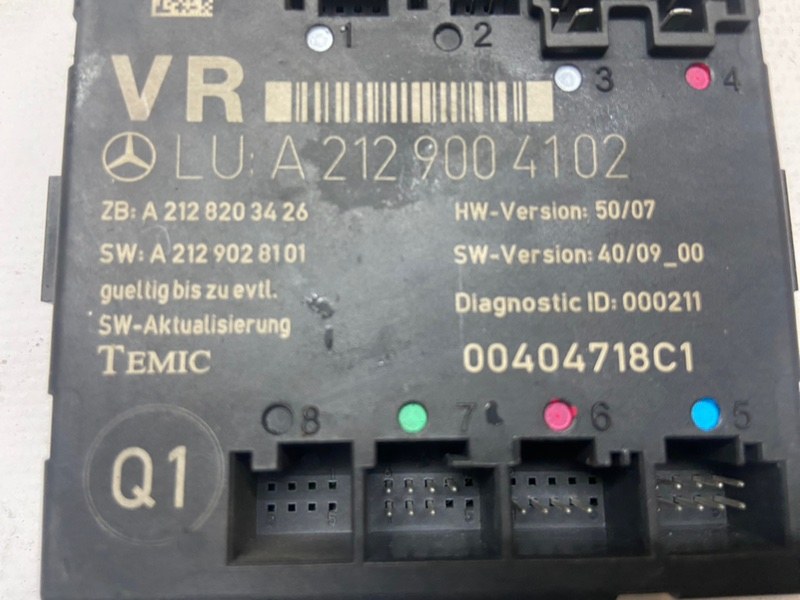 1 2
VR
3 4
LU: A 212 900 4102
ZB: A 212 820 34 26
HW-Version: 50/07
SW: A 212 902 81 01
SW-Version: 40/09_00
gueltig bis zu evtl.
Diagnostic ID: 000211
SW-Aktualisierung
TEMIC
00404718C1
8 7 6 5
Q1